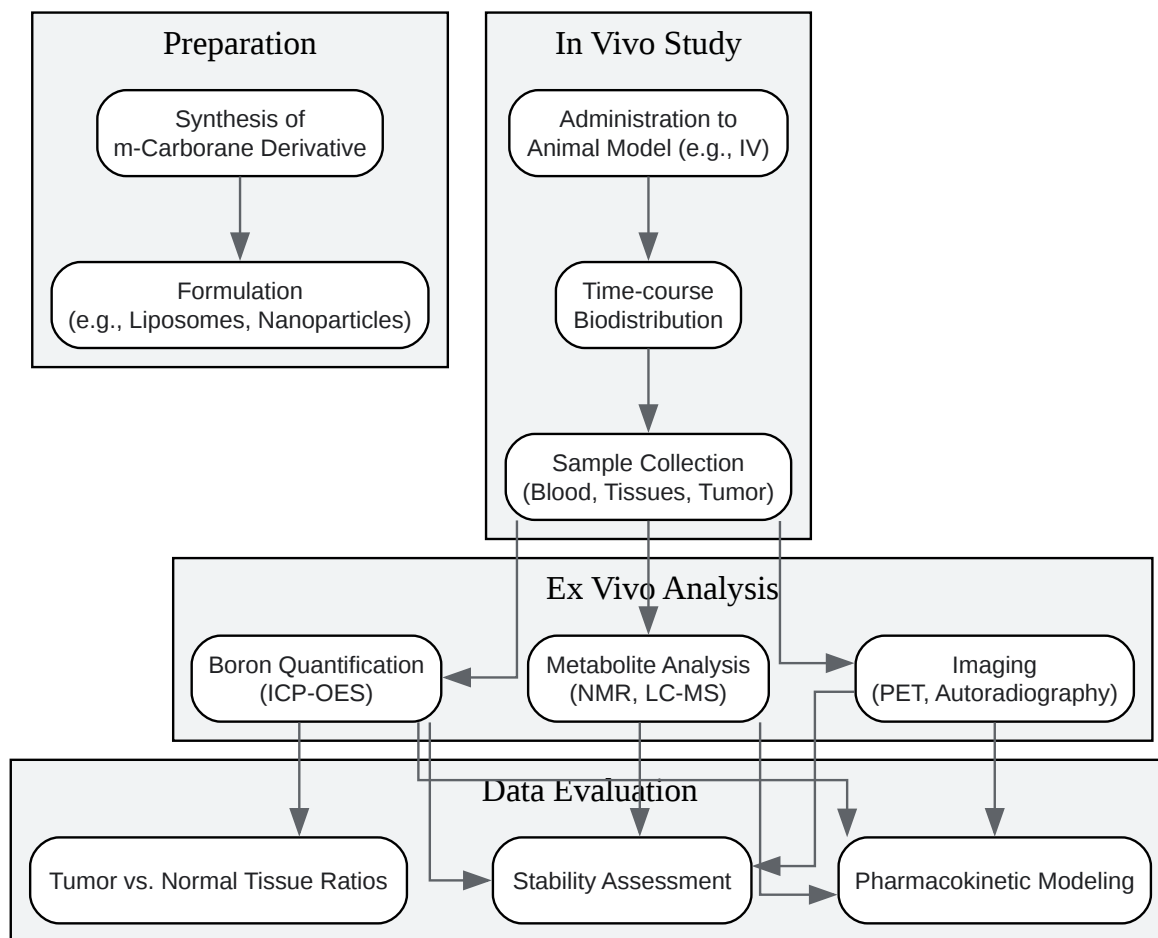 Preparation
Synthesis of
m-Carborane Derivative
Formulation
(e.g., Liposomes, Nanoparticles)
In Vivo Study
Administration to
Animal Model (e.g., IV)
Time-course
Biodistribution
Sample Collection
(Blood, Tissues, Tumor)
Ex Vivo Analysis
Boron Quantification
(ICP-OES)
Metabolite Analysis
(NMR, LC-MS)
Imaging
(PET, Autoradiography)
Data Evaluation
Tumor vs. Normal Tissue Ratios
Stability Assessment
Pharmacokinetic Modeling